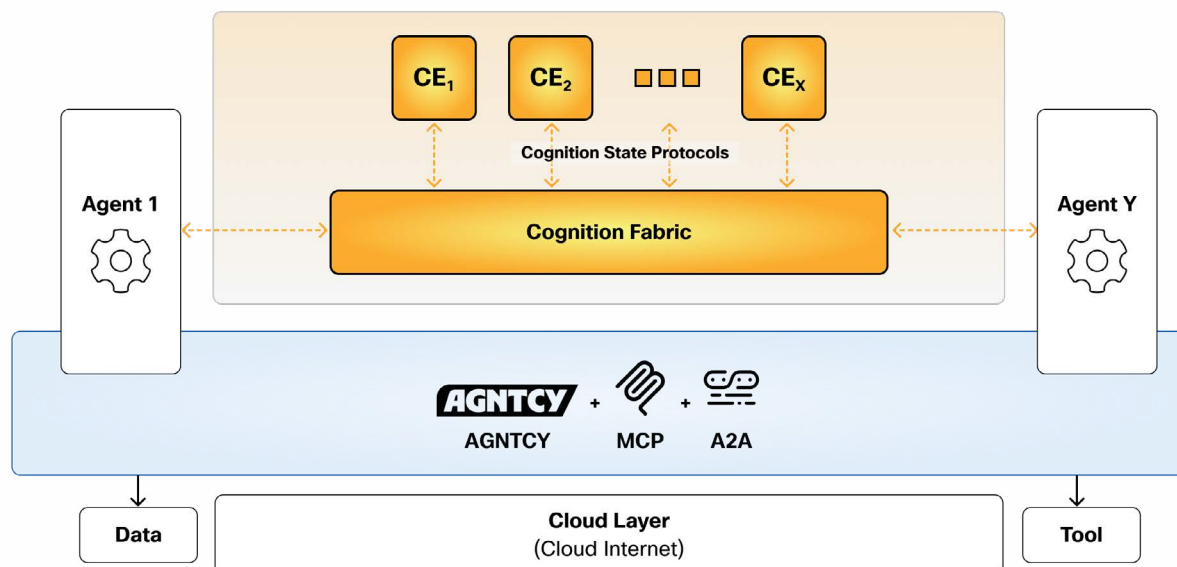 CE₁ CE₂ CEₓ
Cognition State Protocols
Agent 1
Cognition Fabric
Agent Y
AGNTCY + +
AGNTCY MCP A2A
Data
Cloud Layer
(Cloud Internet)
Tool